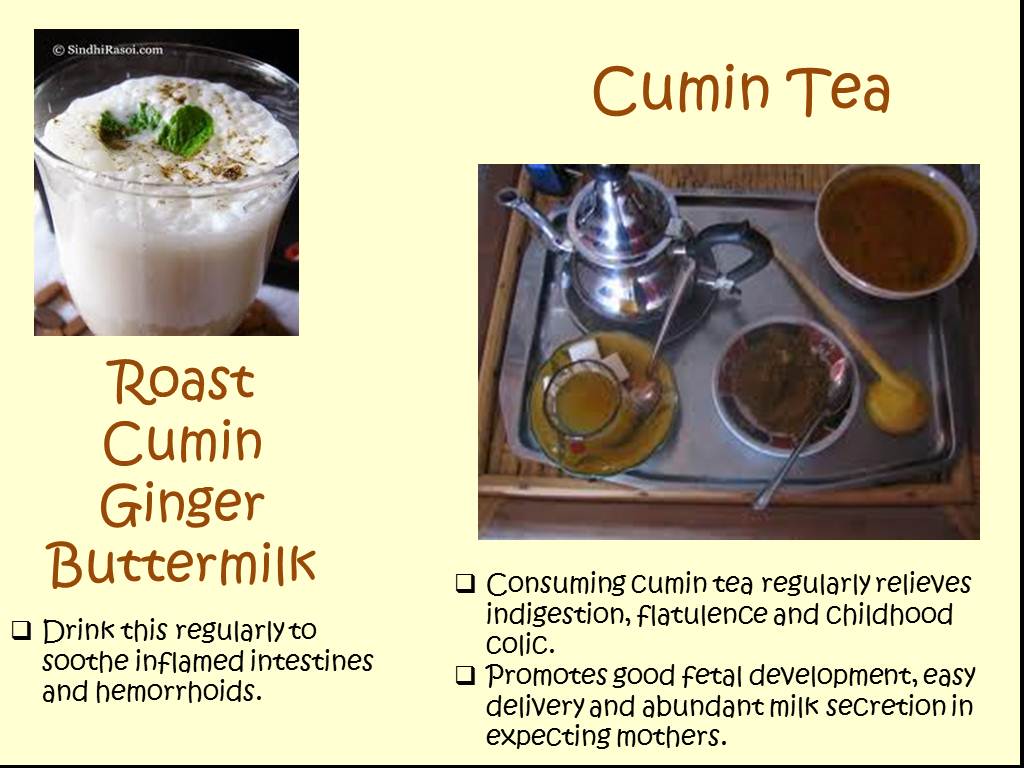 © SindhiRasoi.com
Roast
Cumin
Ginger
Buttermilk
❑ Drink this regularly to
soothe inflamed intestines
and hemorrhoids.
Cumin Tea
❑ Consuming cumin tea regularly relieves
indigestion, flatulence and childhood
colic.
❑ Promotes good fetal development, easy
delivery and abundant milk secretion in
expecting mothers.